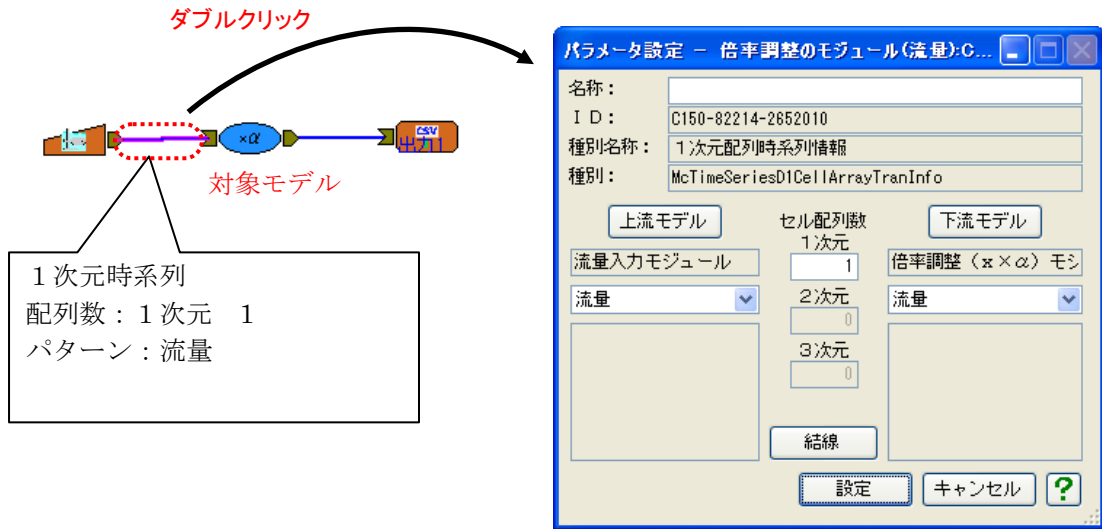 ダブルクリック
×α
CSV
出力1
対象モデル
１次元時系列
配列数：１次元　１
パターン：流量
パラメータ設定 － 倍率調整のモジュール(流量):C...
名称：
ＩＤ：
C150-82214-2652010
種別名称：
１次元配列時系列情報
種別：
McTimeSeriesD1CellArrayTranInfo
上流モデル
セル配列数
下流モデル
１次元
流量入力モジュール
1
倍率調整（x×α）モジ
流量
２次元
流量
0
３次元
0
結線
設定
キャンセル
?